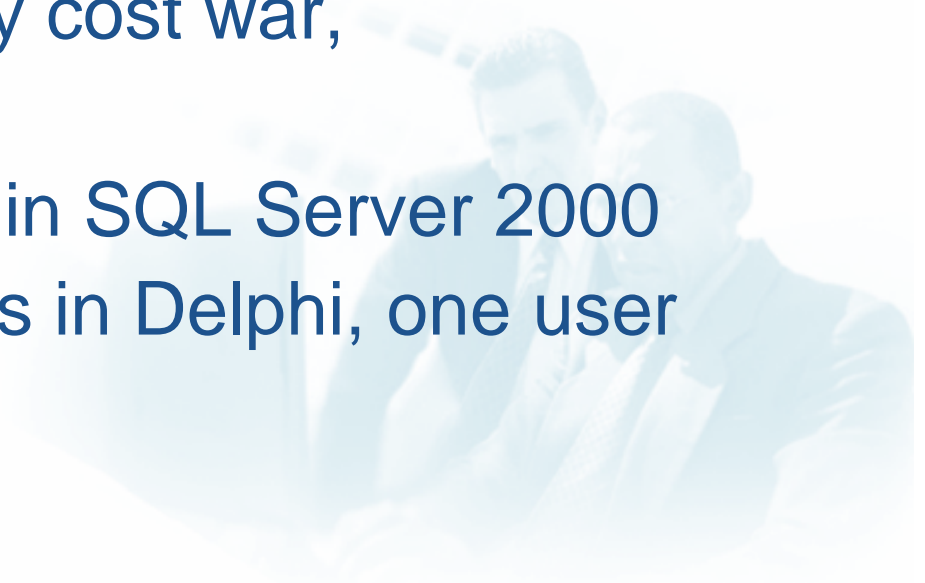 y cost war,
in SQL Server 2000
s in Delphi, one user